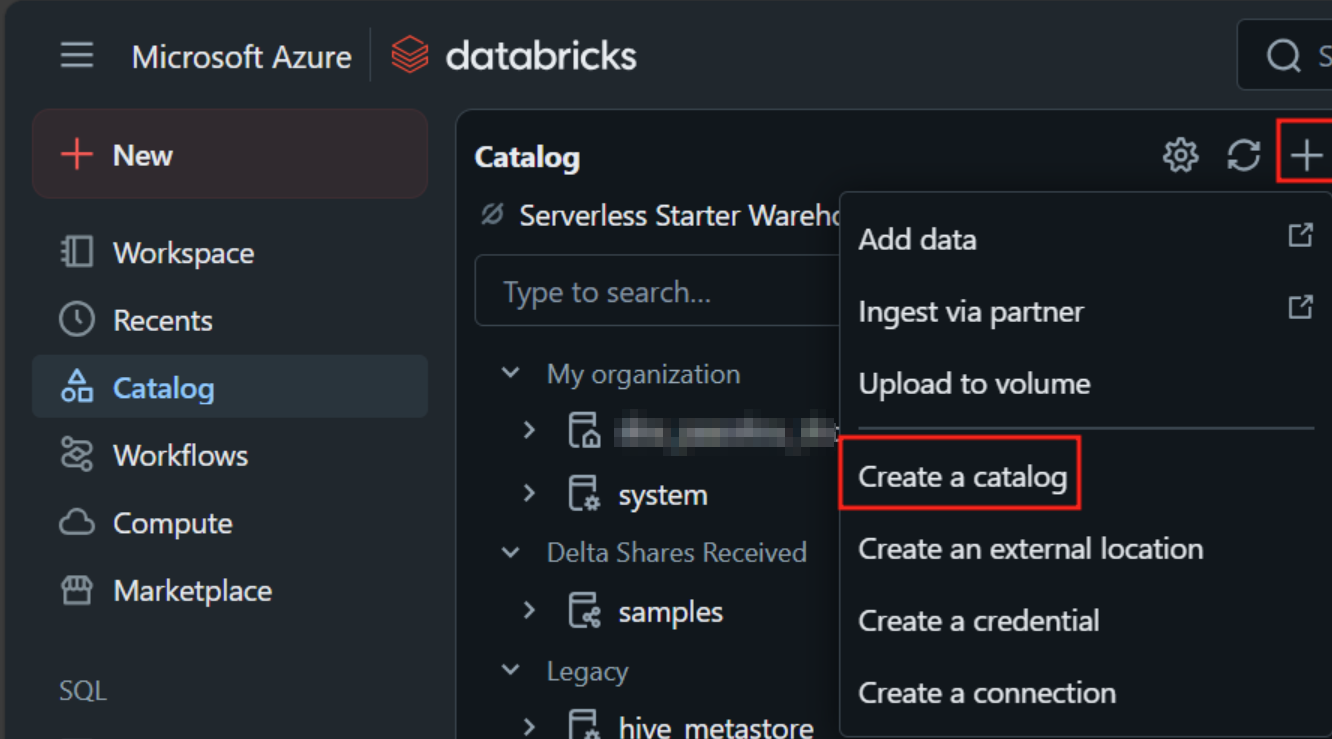 Microsoft Azure databricks
S
New
Workspace
Recents
Catalog
Workflows
Compute
Marketplace
SQL
Catalog
Serverless Starter
Type to search...
My organization
system
Delta Shares Received
samples
Legacy
hive_metastore
Add data
Ingest via partner
Upload to volume
Create a catalog
Create an external location
Create a credential
Create a connection